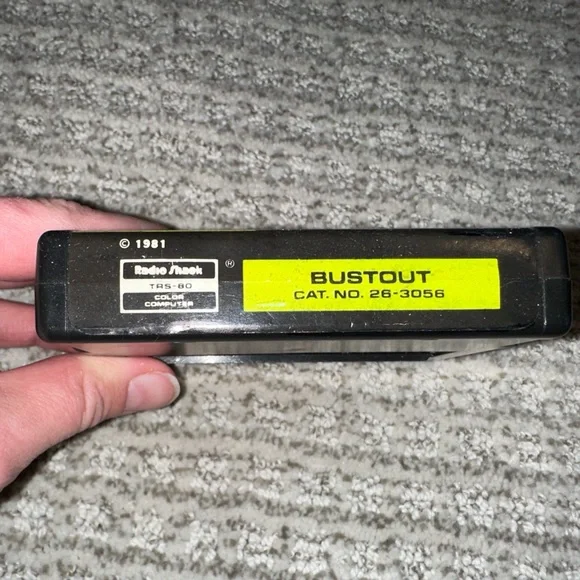 © 1981
Radio Shack ®
TRS-80
COLOR
COMPUTER
BUSTOUT
CAT. NO. 26-3056